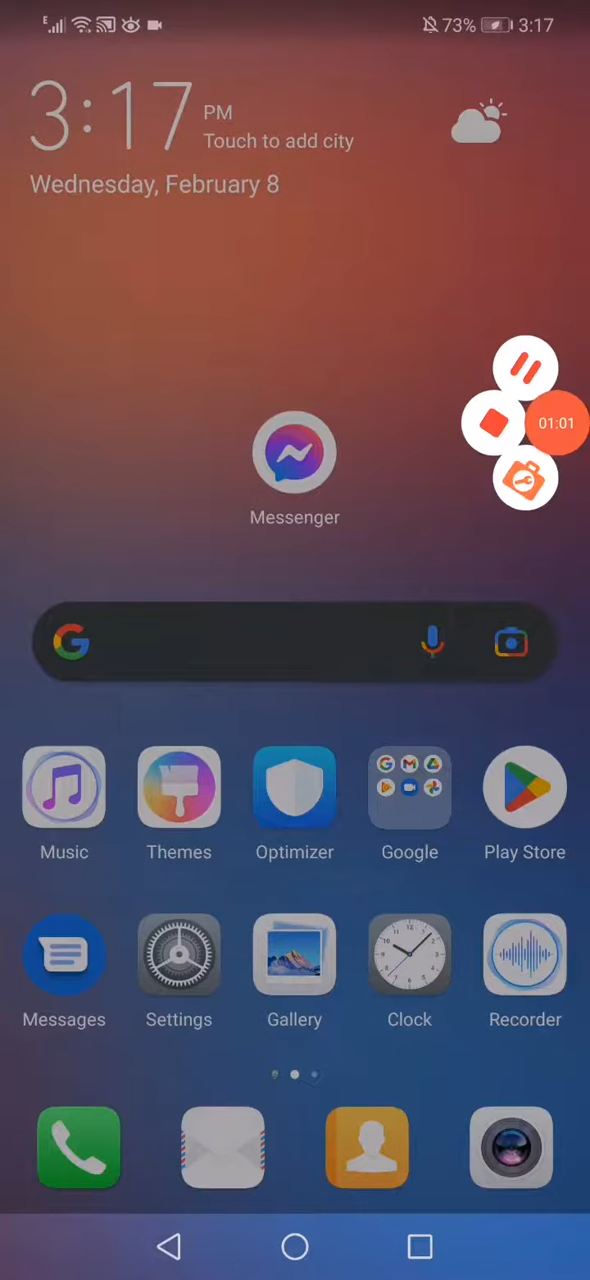 E 73% 3:17
3:17 PM
Touch to add city
Wednesday, February 8
01:01
Messenger
Music Themes Optimizer Google Play Store
Messages Settings Gallery Clock Recorder